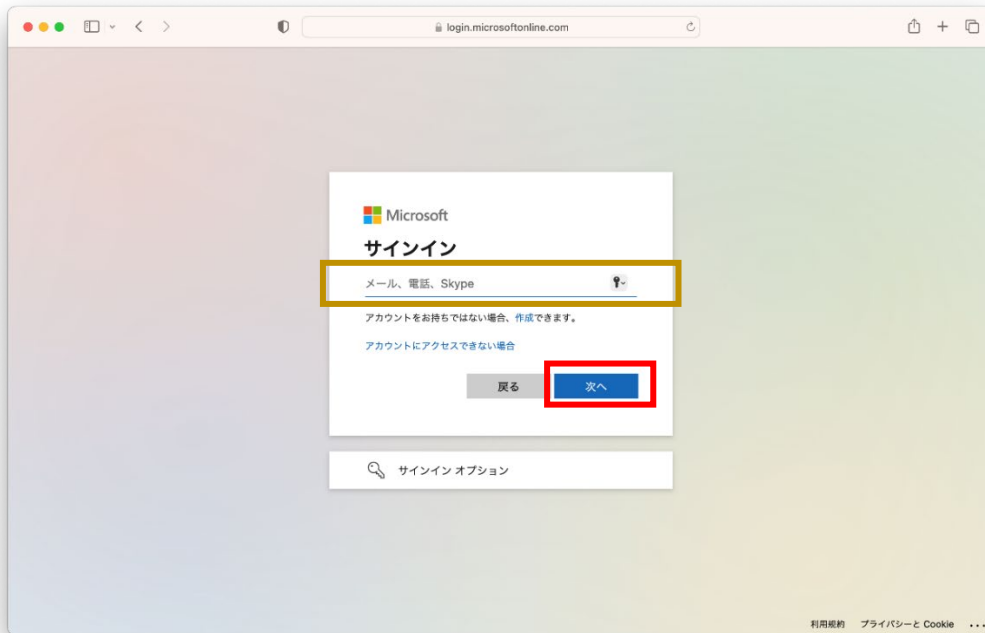 login.microsoftonline.com
Microsoft
サインイン
メール、電話、Skype
アカウントをお持ちではない場合、作成できます。
アカウントにアクセスできない場合
戻る
次へ
サインイン オプション
利用規約 プライバシーと Cookie ...